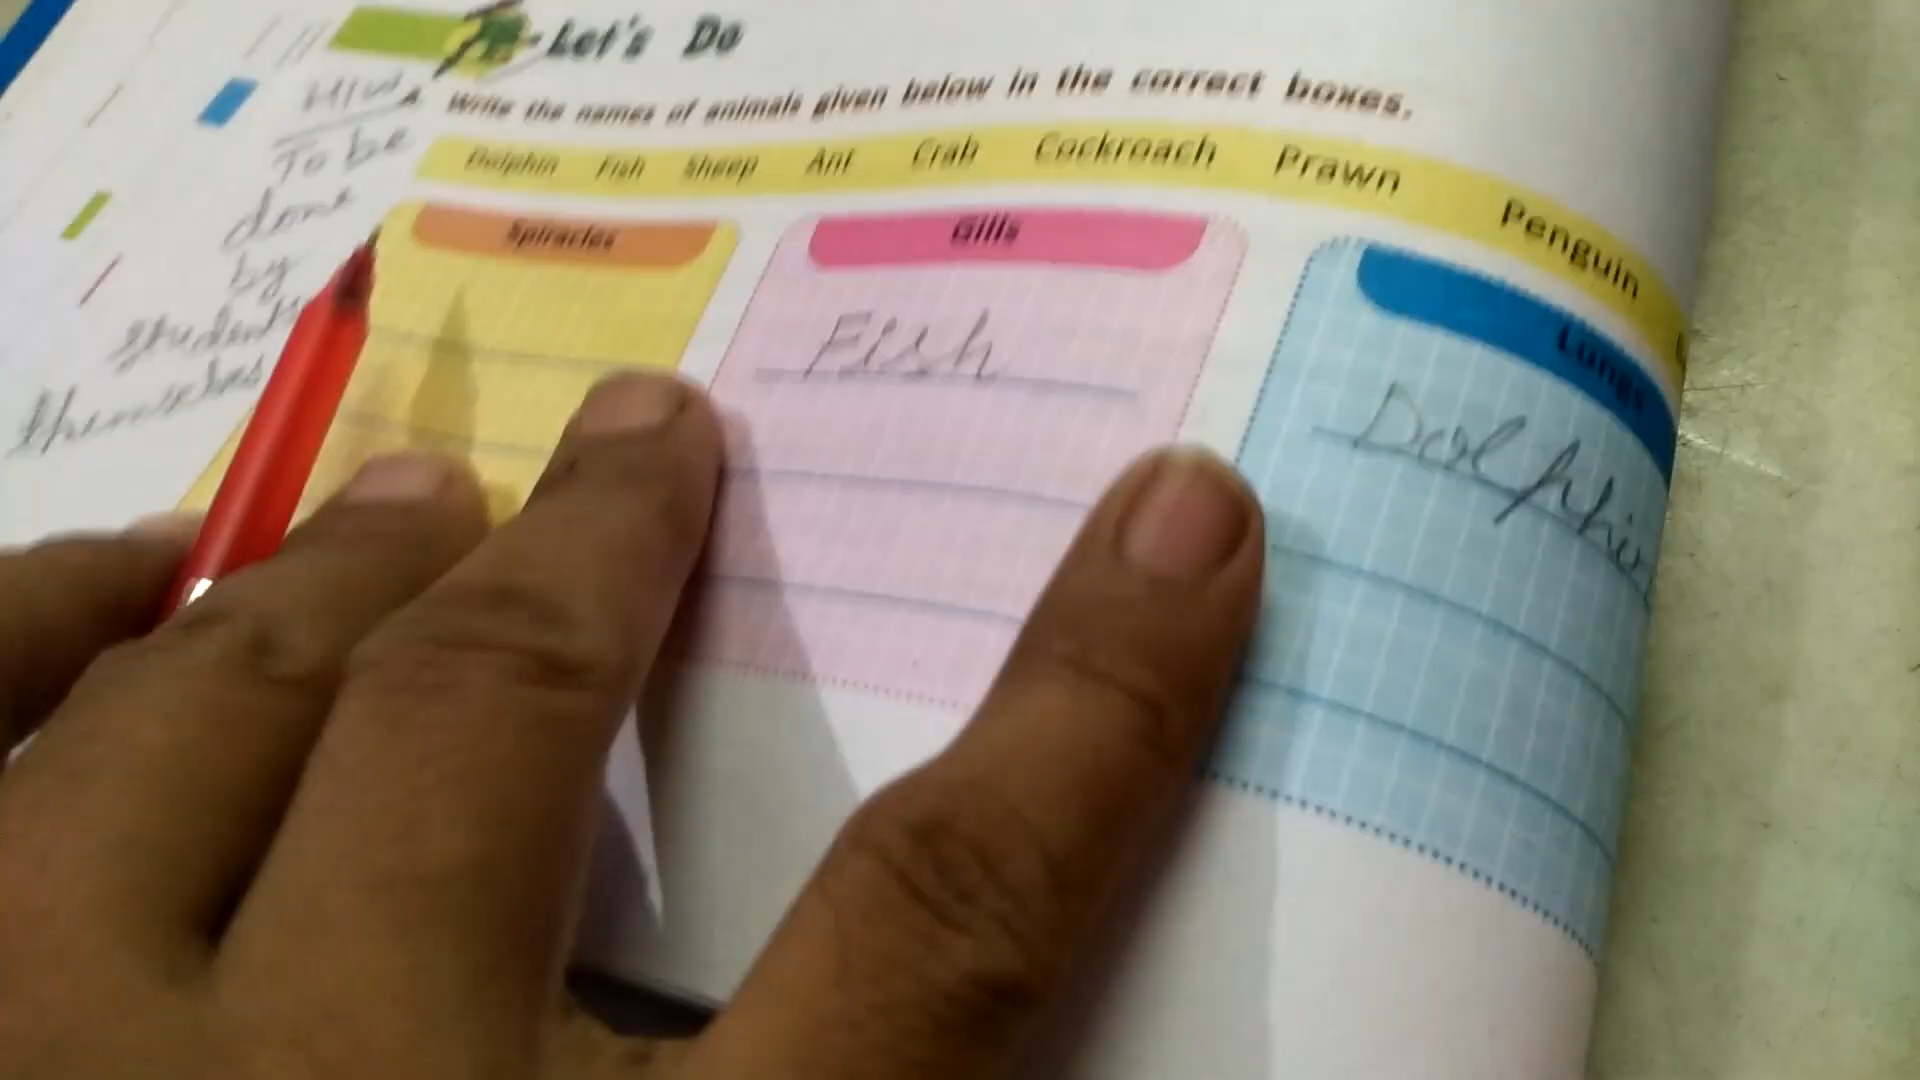 Let's Do
H/W
To be
done
by
students
themselves
Write the names of animals given below in the correct boxes.
Dolphin Fish Sheep Ant Crab Cockroach Prawn Penguin
Spiracles
Gills
Lungs
Fish
Dolphin